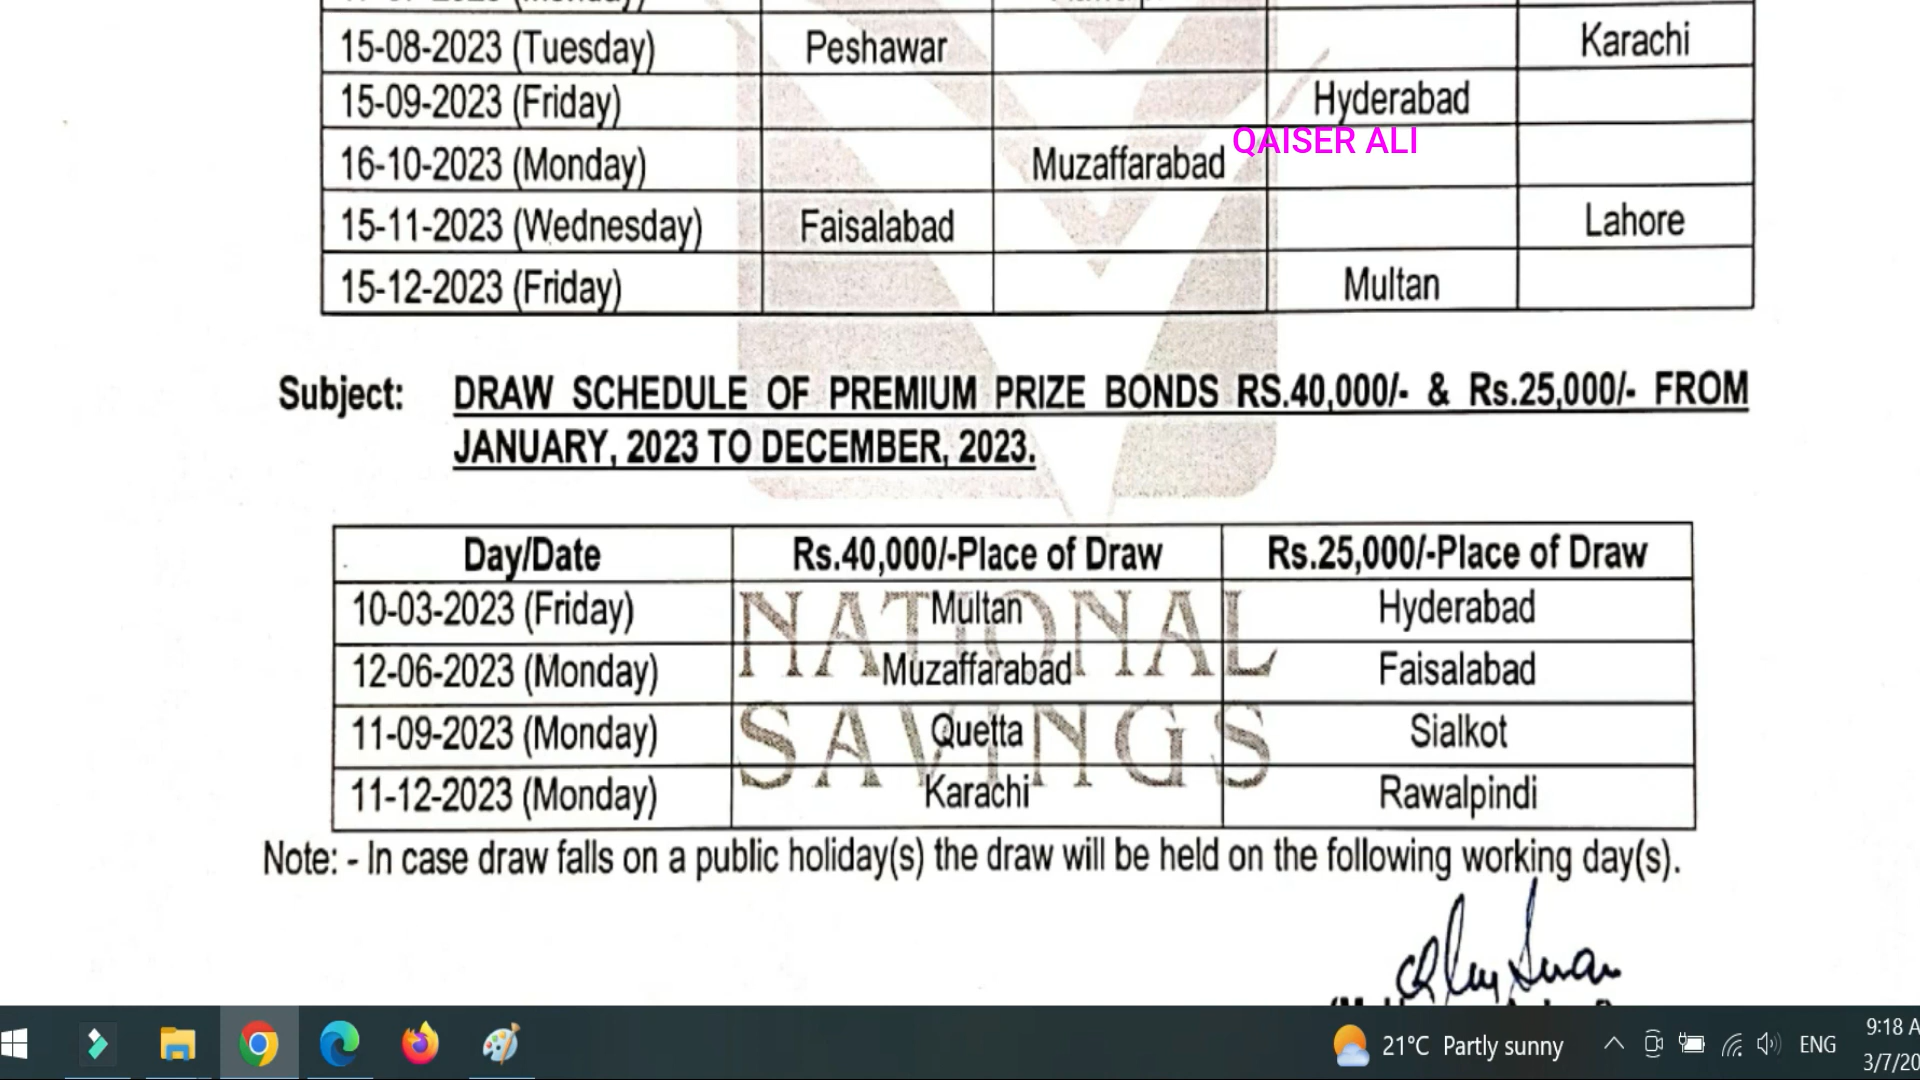 15-08-2023 (Tuesday) Peshawar Karachi
15-09-2023 (Friday) Hyderabad
QAISER ALI
16-10-2023 (Monday) Muzaffarabad
15-11-2023 (Wednesday) Faisalabad Lahore
15-12-2023 (Friday) Multan
Subject: DRAW SCHEDULE OF PREMIUM PRIZE BONDS RS.40,000/- & Rs.25,000/- FROM
JANUARY, 2023 TO DECEMBER, 2023.
Day/Date Rs.40,000/-Place of Draw Rs.25,000/-Place of Draw
10-03-2023 (Friday) Multan Hyderabad
NATIONAL
12-06-2023 (Monday) Muzaffarabad Faisalabad
11-09-2023 (Monday) Quetta Sialkot
SAVINGS
11-12-2023 (Monday) Karachi Rawalpindi
Note: - In case draw falls on a public holiday(s) the draw will be held on the following working day(s).
21°C Partly sunny ENG 9:18 A
3/7/20